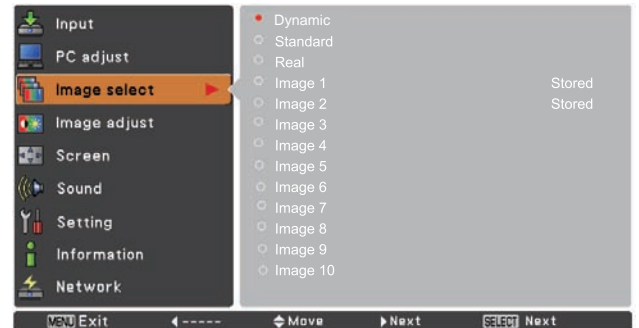 Input
PC adjust
Image select
Image adjust
Screen
Sound
Setting
Information
Network
Dynamic
Standard
Real
Image 1 Stored
Image 2 Stored
Image 3
Image 4
Image 5
Image 6
Image 7
Image 8
Image 9
Image 10
MENU Exit ◀----- Move ▶Next SELECT Next